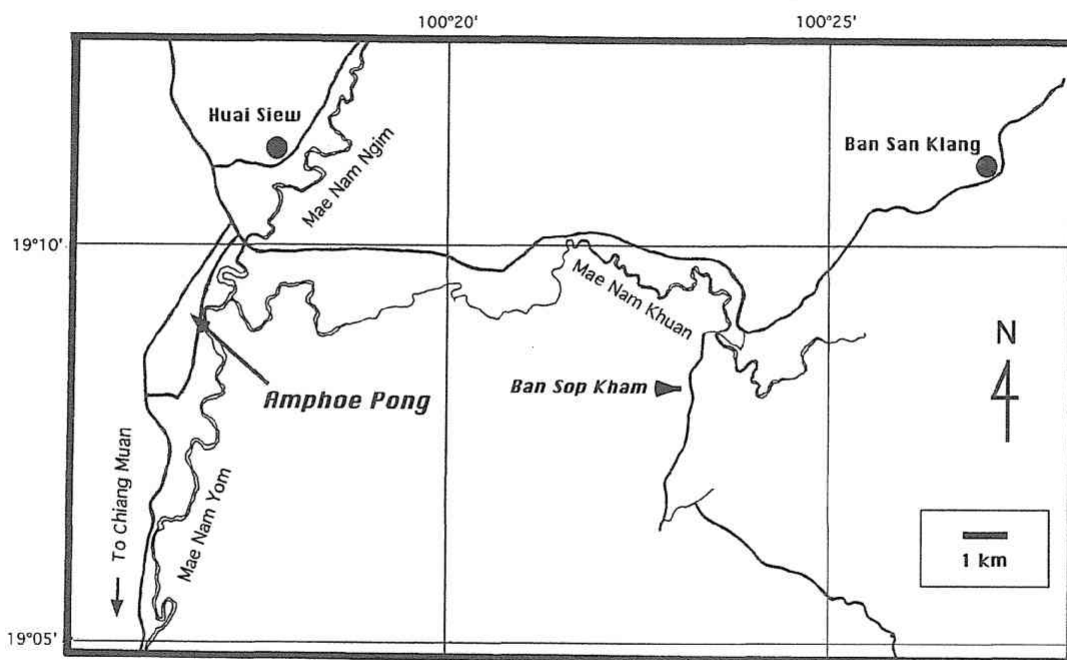 100°20'
100°25'
Huai Siew
Mae Nam Ngim
Ban San Klang
19°10'
Mae Nam Khuan
N
Ban Sop Kham
Amphoe Pong
To Chiang Muan
Mae Nam Yom
1 km
19°05'